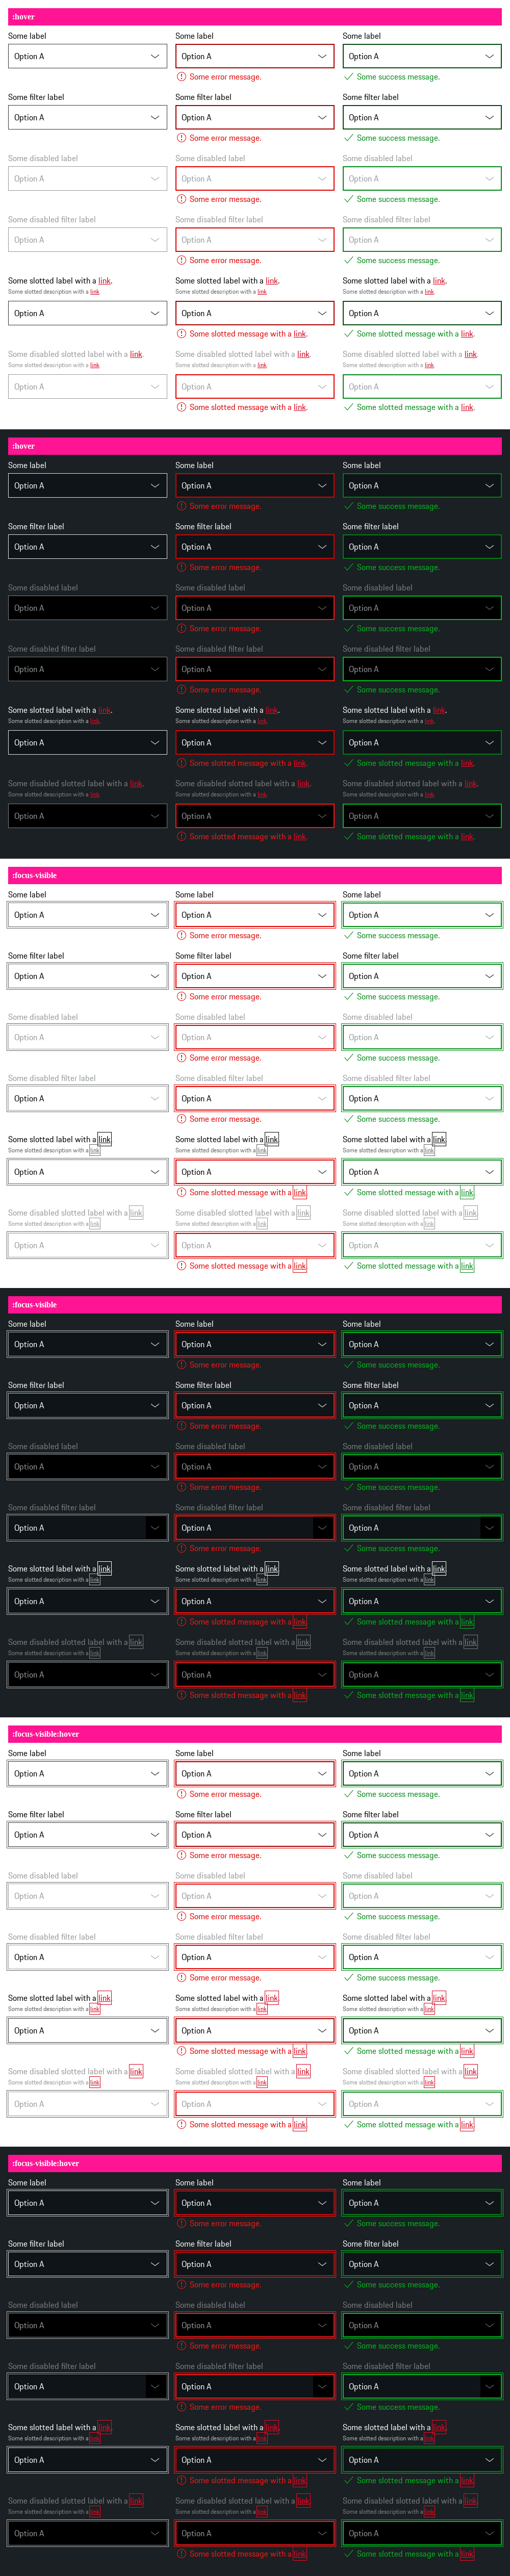 :hover
Some label Some label Some label
Option A Option A Option A
Some error message. Some success message.
Some filter label Some filter label Some filter label
Option A Option A Option A
Some error message. Some success message.
Some disabled label Some disabled label Some disabled label
Option A Option A Option A
Some error message. Some success message.
Some disabled filter label Some disabled filter label Some disabled filter label
Option A Option A Option A
Some error message. Some success message.
Some slotted label with a link. Some slotted label with a link. Some slotted label with a link.
Some slotted description with a link. Some slotted description with a link. Some slotted description with a link.
Option A Option A Option A
Some slotted message with a link. Some slotted message with a link.
Some disabled slotted label with a link. Some disabled slotted label with a link. Some disabled slotted label with a link.
Some slotted description with a link. Some slotted description with a link. Some slotted description with a link.
Option A Option A Option A
Some slotted message with a link. Some slotted message with a link.
:hover
Some label Some label Some label
Option A Option A Option A
Some error message. Some success message.
Some filter label Some filter label Some filter label
Option A Option A Option A
Some error message. Some success message.
Some disabled label Some disabled label Some disabled label
Option A Option A Option A
Some error message. Some success message.
Some disabled filter label Some disabled filter label Some disabled filter label
Option A Option A Option A
Some error message. Some success message.
Some slotted label with a link. Some slotted label with a link. Some slotted label with a link.
Some slotted description with a link. Some slotted description with a link. Some slotted description with a link.
Option A Option A Option A
Some slotted message with a link. Some slotted message with a link.
Some disabled slotted label with a link. Some disabled slotted label with a link. Some disabled slotted label with a link.
Some slotted description with a link. Some slotted description with a link. Some slotted description with a link.
Option A Option A Option A
Some slotted message with a link. Some slotted message with a link.
:focus-visible
Some label Some label Some label
Option A Option A Option A
Some error message. Some success message.
Some filter label Some filter label Some filter label
Option A Option A Option A
Some error message. Some success message.
Some disabled label Some disabled label Some disabled label
Option A Option A Option A
Some error message. Some success message.
Some disabled filter label Some disabled filter label Some disabled filter label
Option A Option A Option A
Some error message. Some success message.
Some slotted label with a link Some slotted label with a link Some slotted label with a link
Some slotted description with a link Some slotted description with a link Some slotted description with a link
Option A Option A Option A
Some slotted message with a link Some slotted message with a link
Some disabled slotted label with a link Some disabled slotted label with a link Some disabled slotted label with a link
Some slotted description with a link Some slotted description with a link Some slotted description with a link
Option A Option A Option A
Some slotted message with a link Some slotted message with a link
:focus-visible
Some label Some label Some label
Option A Option A Option A
Some error message. Some success message.
Some filter label Some filter label Some filter label
Option A Option A Option A
Some error message. Some success message.
Some disabled label Some disabled label Some disabled label
Option A Option A Option A
Some error message. Some success message.
Some disabled filter label Some disabled filter label Some disabled filter label
Option A Option A Option A
Some error message. Some success message.
Some slotted label with a link Some slotted label with a link Some slotted label with a link
Some slotted description with a link Some slotted description with a link Some slotted description with a link
Option A Option A Option A
Some slotted message with a link Some slotted message with a link
Some disabled slotted label with a link Some disabled slotted label with a link Some disabled slotted label with a link
Some slotted description with a link Some slotted description with a link Some slotted description with a link
Option A Option A Option A
Some slotted message with a link Some slotted message with a link
:focus-visible:hover
Some label Some label Some label
Option A Option A Option A
Some error message. Some success message.
Some filter label Some filter label Some filter label
Option A Option A Option A
Some error message. Some success message.
Some disabled label Some disabled label Some disabled label
Option A Option A Option A
Some error message. Some success message.
Some disabled filter label Some disabled filter label Some disabled filter label
Option A Option A Option A
Some error message. Some success message.
Some slotted label with a link Some slotted label with a link Some slotted label with a link
Some slotted description with a link Some slotted description with a link Some slotted description with a link
Option A Option A Option A
Some slotted message with a link Some slotted message with a link
Some disabled slotted label with a link Some disabled slotted label with a link Some disabled slotted label with a link
Some slotted description with a link Some slotted description with a link Some slotted description with a link
Option A Option A Option A
Some slotted message with a link Some slotted message with a link
:focus-visible:hover
Some label Some label Some label
Option A Option A Option A
Some error message. Some success message.
Some filter label Some filter label Some filter label
Option A Option A Option A
Some error message. Some success message.
Some disabled label Some disabled label Some disabled label
Option A Option A Option A
Some error message. Some success message.
Some disabled filter label Some disabled filter label Some disabled filter label
Option A Option A Option A
Some error message. Some success message.
Some slotted label with a link Some slotted label with a link Some slotted label with a link
Some slotted description with a link Some slotted description with a link Some slotted description with a link
Option A Option A Option A
Some slotted message with a link Some slotted message with a link
Some disabled slotted label with a link Some disabled slotted label with a link Some disabled slotted label with a link
Some slotted description with a link Some slotted description with a link Some slotted description with a link
Option A Option A Option A
Some slotted message with a link Some slotted message with a link